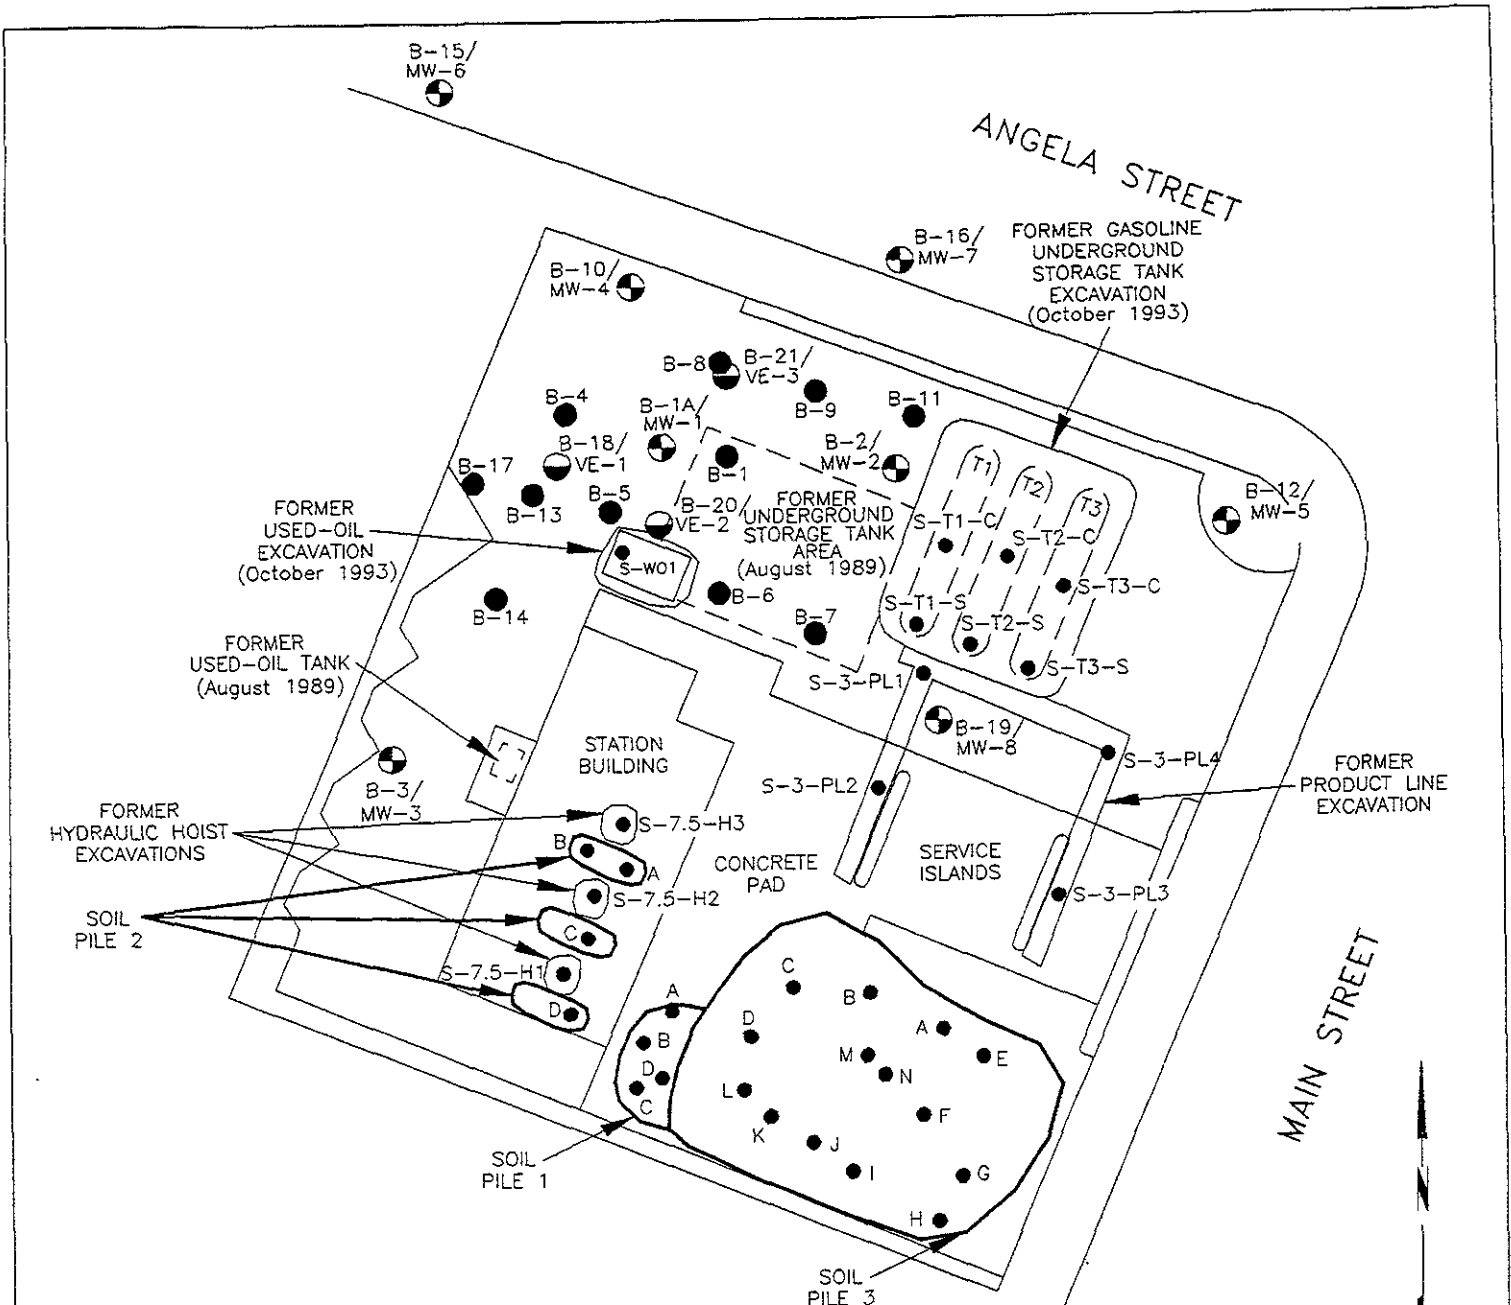 B-15/
MW-6
ANGELA STREET
B-16/
MW-7
FORMER GASOLINE
UNDERGROUND
STORAGE TANK
EXCAVATION
(October 1993)
B-10/
MW-4
B-8
B-21/
VE-3
B-9
B-11
B-4
B-1A/
MW-1
B-18/
VE-1
B-2/
MW-2
B-1
B-17
B-13
B-5
B-20/
VE-2
T1
T2
T3
B-12/
MW-5
FORMER
USED-OIL
EXCAVATION
(October 1993)
FORMER
UNDERGROUND
STORAGE TANK
AREA
(August 1989)
S-T1-C
S-T2-C
S-T3-C
S-WO1
B-6
B-7
B-14
S-T1-S
S-T2-S
S-T3-S
FORMER
USED-OIL TANK
(August 1989)
S-3-PL1
B-19/
MW-8
S-3-PL4
STATION
BUILDING
B-3/
MW-3
S-3-PL2
FORMER
PRODUCT LINE
EXCAVATION
FORMER
HYDRAULIC HOIST
EXCAVATIONS
S-7.5-H3
B
A
CONCRETE
PAD
SERVICE
ISLANDS
S-7.5-H2
S-3-PL3
SOIL
PILE 2
C
S-7.5-H1
D
MAIN STREET
A
B
D
C
C
B
A
D
E
M
N
L
F
K
J
I
G
H
SOIL
PILE 1
SOIL
PILE 3
N